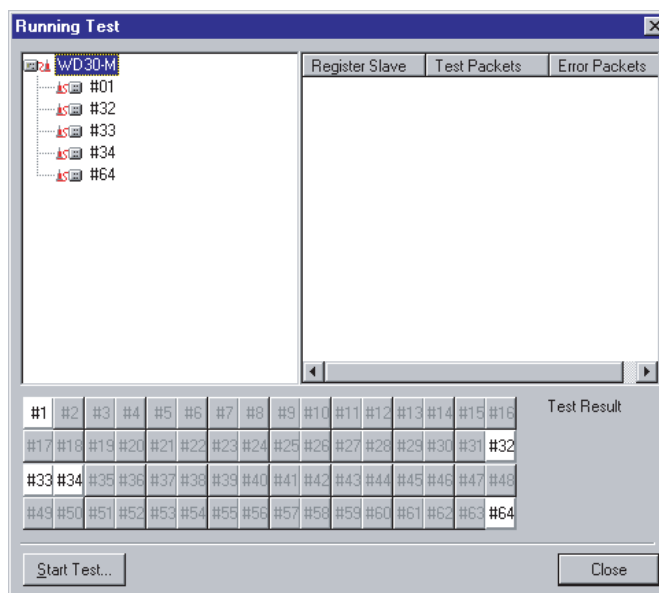 Running Test
WD30-M
#01
#32
#33
#34
#64
Register Slave Test Packets Error Packets
#1 #2 #3 #4 #5 #6 #7 #8 #9 #10 #11 #12 #13 #14 #15 #16
#17 #18 #19 #20 #21 #22 #23 #24 #25 #26 #27 #28 #29 #30 #31 #32
#33 #34 #35 #36 #37 #38 #39 #40 #41 #42 #43 #44 #45 #46 #47 #48
#49 #50 #51 #52 #53 #54 #55 #56 #57 #58 #59 #60 #61 #62 #63 #64
Test Result
Start Test...
Close